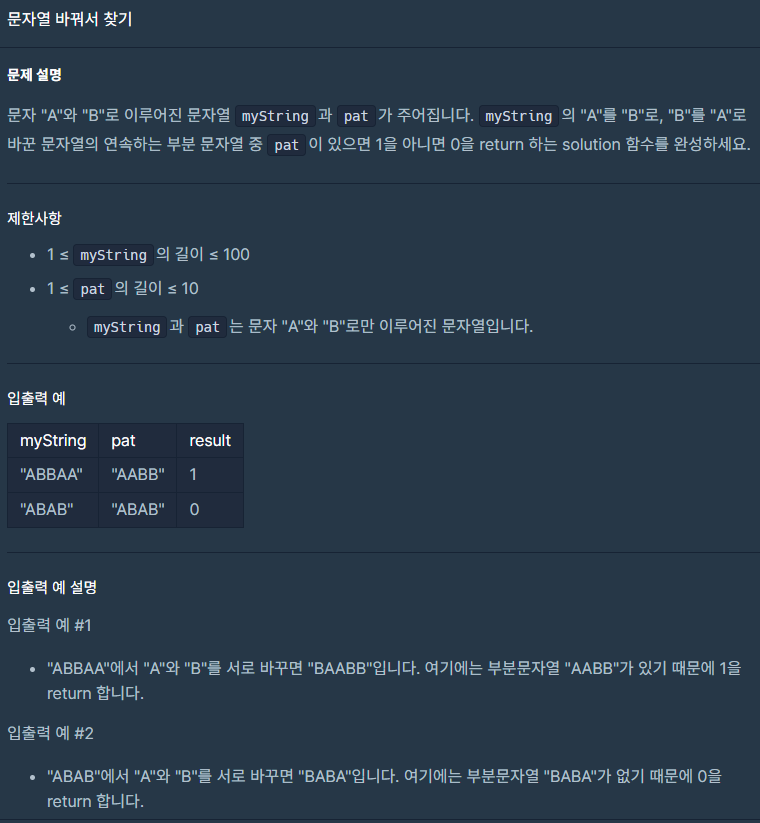 문자열 바꿔서 찾기
문제 설명
문자 "A"와 "B"로 이루어진 문자열 myString과 pat가 주어집니다. myString의 "A"를 "B"로, "B"를 "A"로
바꾼 문자열의 연속하는 부분 문자열 중 pat이 있으면 1을 아니면 0을 return 하는 solution 함수를 완성하세요.
제한사항
1 ≤ myString의 길이 ≤ 100
1 ≤ pat의 길이 ≤ 10
myString과 pat는 문자 "A"와 "B"로만 이루어진 문자열입니다.
입출력 예
myString pat result
"ABBAA" "AABB" 1
"ABAB" "ABAB" 0
입출력 예 설명
입출력 예 #1
"ABBAA"에서 "A"와 "B"를 서로 바꾸면 "BAABB"입니다. 여기에는 부분문자열 "AABB"가 있기 때문에 1을
return 합니다.
입출력 예 #2
"ABAB"에서 "A"와 "B"를 서로 바꾸면 "BABA"입니다. 여기에는 부분문자열 "BABA"가 없기 때문에 0을
return 합니다.